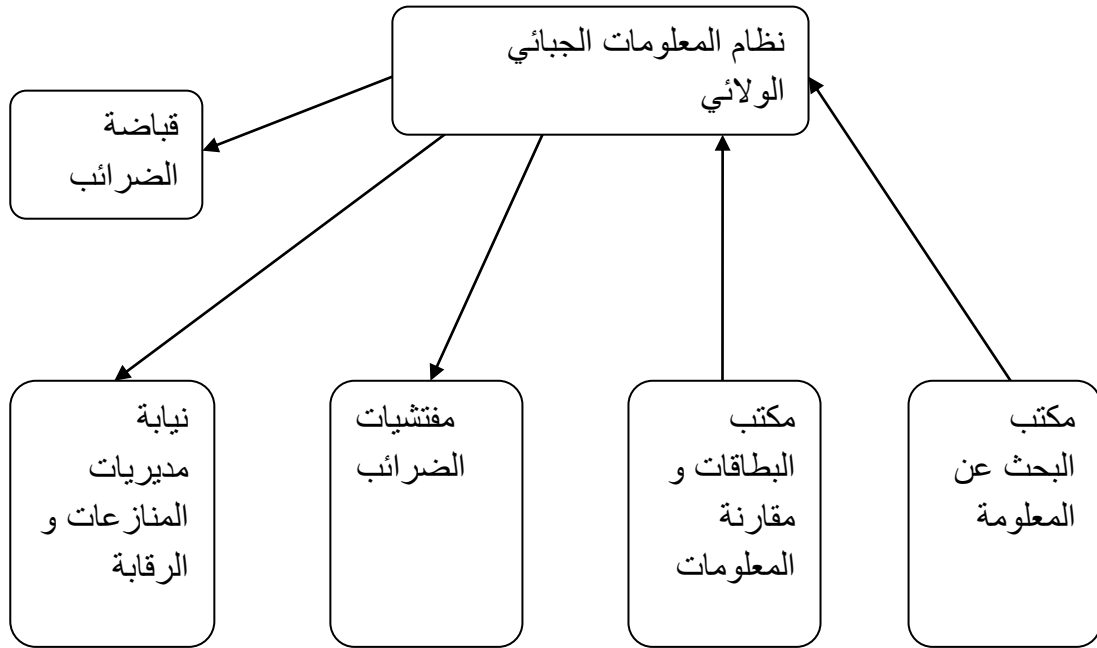 نظام المعلومات الجبائي
الولائي
قباضة
الضرائب
مكتب
البحث عن
المعلومة
مكتب
البطاقات و
مقارنة
المعلومات
مفتشيات
الضرائب
نيابة
مديريات
المنازعات و
الرقابة